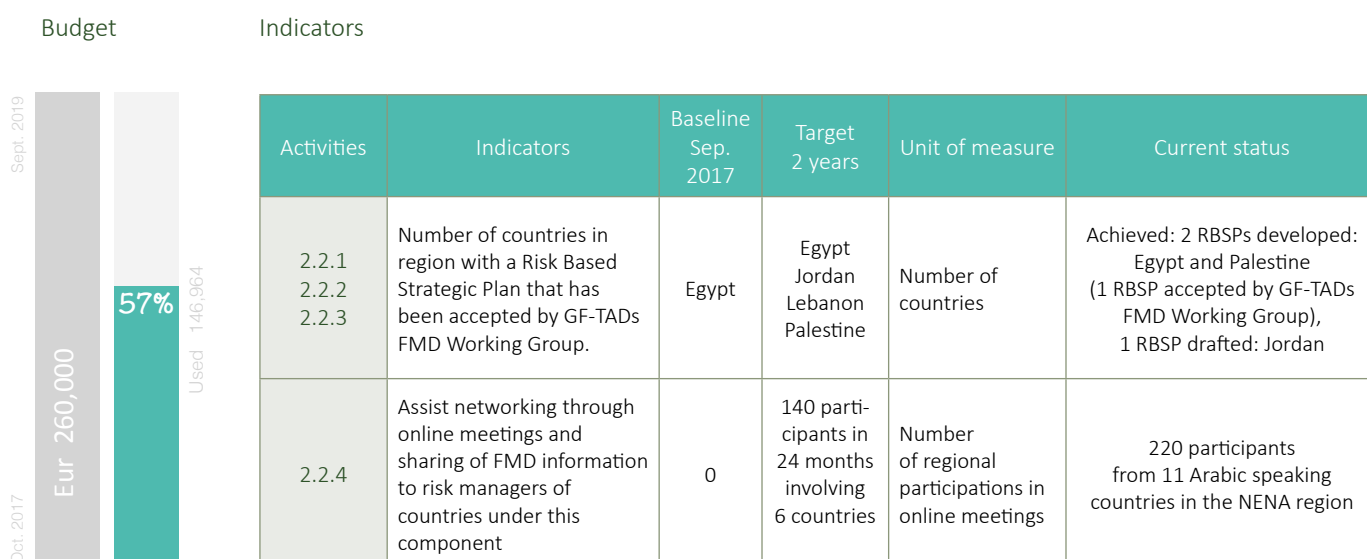 Budget
Indicators
Sept. 2019
Oct. 2017
Eur 260,000
57%
Used 146,964
Activities
Indicators
Baseline
Sep.
2017
Target
2 years
Unit of measure
Current status
2.2.1
2.2.2
2.2.3
Number of countries in
region with a Risk Based
Strategic Plan that has
been accepted by GF-TADs
FMD Working Group.
Egypt
Egypt
Jordan
Lebanon
Palestine
Number of
countries
Achieved: 2 RBSPs developed:
Egypt and Palestine
(1 RBSP accepted by GF-TADs
FMD Working Group),
1 RBSP drafted: Jordan
2.2.4
Assist networking through
online meetings and
sharing of FMD information
to risk managers of
countries under this
component
0
140 parti-
cipants in
24 months
involving
6 countries
Number
of regional
participations in
online meetings
220 participants
from 11 Arabic speaking
countries in the NENA region